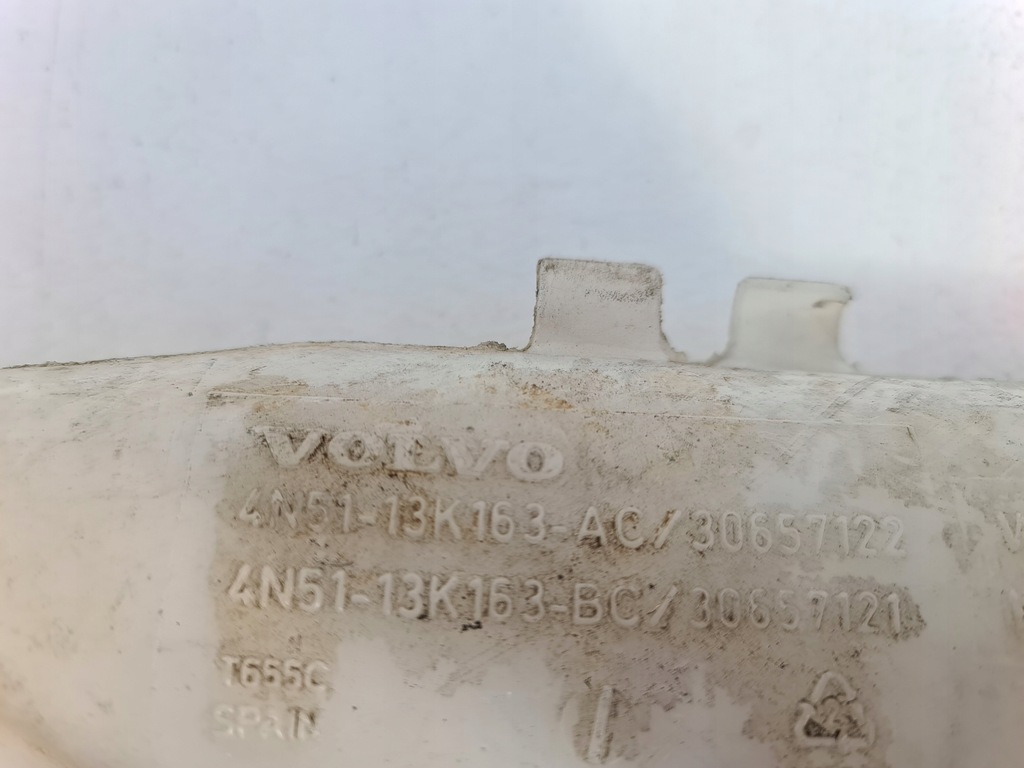 VOLVO
4N51-13K163-AC/30657122
4N51-13K163-BC/30657121
T655C
SPAIN